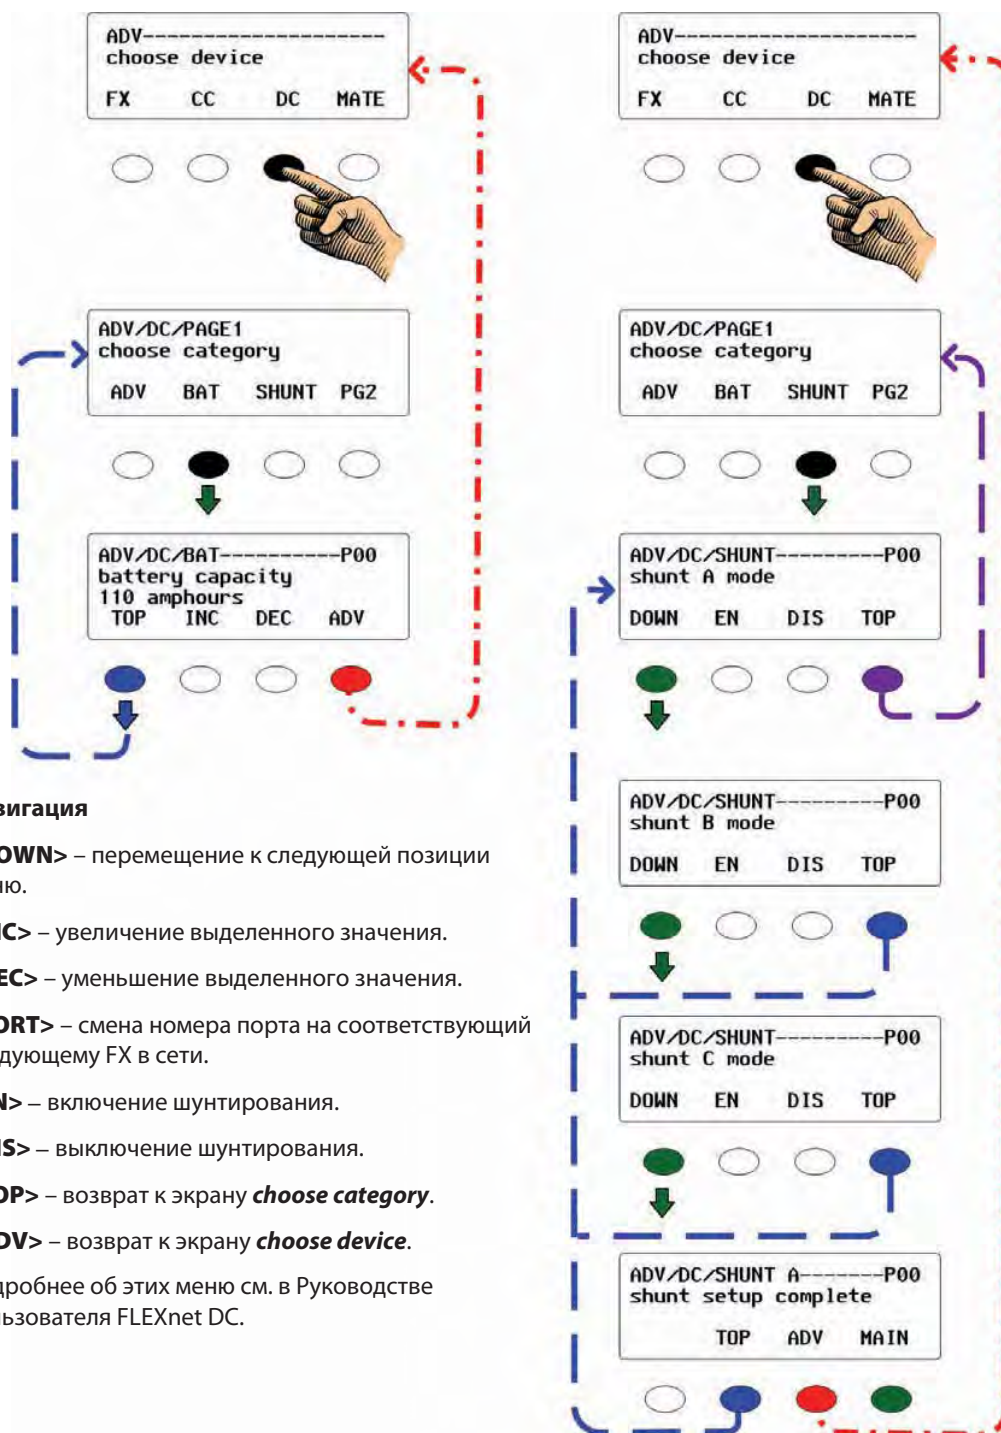 ADV---------------------
choose device
FX CC DC MATE
ADV/DC/PAGE1
choose category
ADV BAT SHUNT PG2
ADV/DC/BAT----------P00
battery capacity
110 amphours
TOP INC DEC ADV
вигация
OWN> – перемещение к следующей позиции
ню.
NC> – увеличение выделенного значения.
EC> – уменьшение выделенного значения.
ORT> – смена номера порта на соответствующий
дующему FX в сети.
N> – включение шунтирования.
IS> – выключение шунтирования.
OP> – возврат к экрану choose category.
DV> – возврат к экрану choose device.
дробнее об этих меню см. в Руководстве
льзователя FLEXnet DC.
ADV---------------------
choose device
FX CC DC MATE
ADV/DC/PAGE1
choose category
ADV BAT SHUNT PG2
ADV/DC/SHUNT---------P00
shunt A mode
DOWN EN DIS TOP
ADV/DC/SHUNT---------P00
shunt B mode
DOWN EN DIS TOP
ADV/DC/SHUNT---------P00
shunt C mode
DOWN EN DIS TOP
ADV/DC/SHUNT A-------P00
shunt setup complete
TOP ADV MAIN